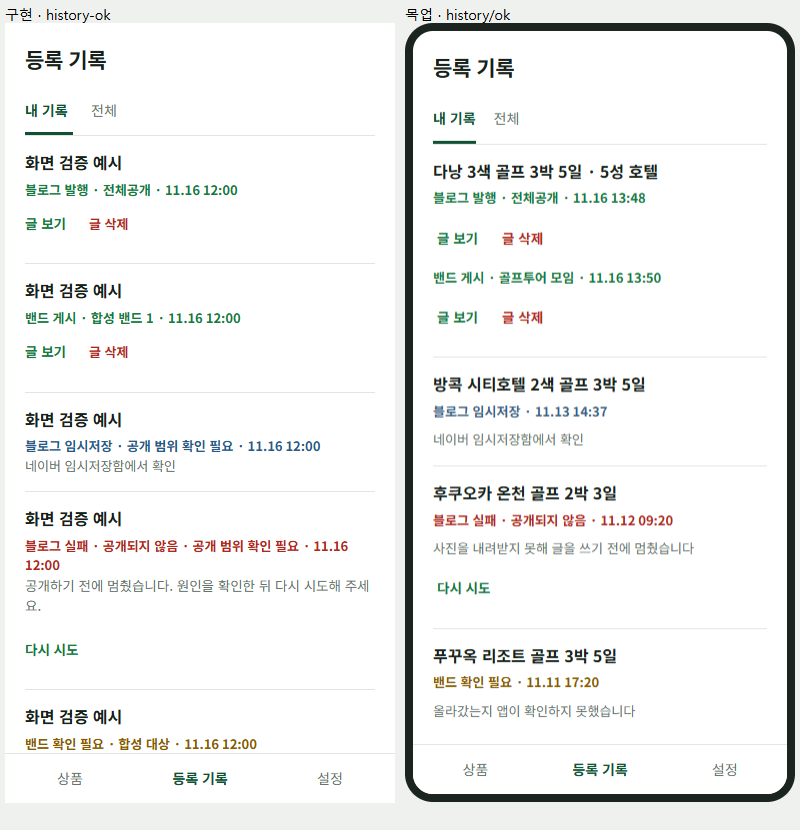 구현 · history-ok
등록 기록
내 기록 전체
화면 검증 예시
블로그 발행 · 전체공개 · 11.16 12:00
글 보기 글 삭제
화면 검증 예시
밴드 게시 · 합성 밴드 1 · 11.16 12:00
글 보기 글 삭제
화면 검증 예시
블로그 임시저장 · 공개 범위 확인 필요 · 11.16 12:00
네이버 임시저장함에서 확인
화면 검증 예시
블로그 실패 · 공개되지 않음 · 공개 범위 확인 필요 · 11.16
12:00
공개하기 전에 멈췄습니다. 원인을 확인한 뒤 다시 시도해 주세
요.
다시 시도
화면 검증 예시
밴드 확인 필요 · 합성 대상 · 11.16 12:00
상품 등록 기록 설정
목업 · history/ok
등록 기록
내 기록 전체
다낭 3색 골프 3박 5일 · 5성 호텔
블로그 발행 · 전체공개 · 11.16 13:48
글 보기 글 삭제
밴드 게시 · 골프투어 모임 · 11.16 13:50
글 보기 글 삭제
방콕 시티호텔 2색 골프 3박 5일
블로그 임시저장 · 11.13 14:37
네이버 임시저장함에서 확인
후쿠오카 온천 골프 2박 3일
블로그 실패 · 공개되지 않음 · 11.12 09:20
사진을 내려받지 못해 글을 쓰기 전에 멈췄습니다
다시 시도
푸꾸옥 리조트 골프 3박 5일
밴드 확인 필요 · 11.11 17:20
올라갔는지 앱이 확인하지 못했습니다
상품 등록 기록 설정